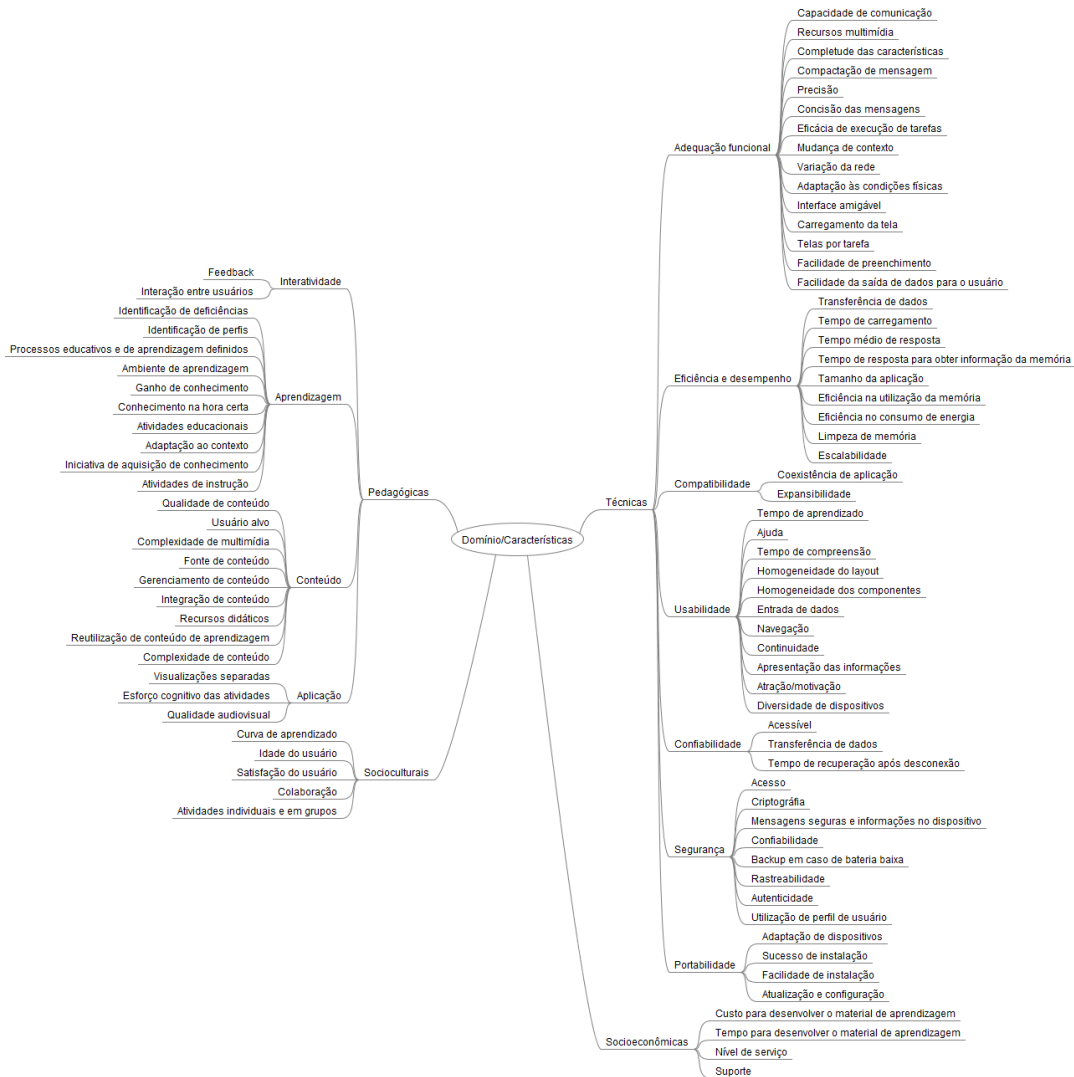 Domínio/Características
Pedagógicas
Interatividade
Feedback
Interação entre usuários
Aprendizagem
Identificação de deficiências
Identificação de perfis
Processos educativos e de aprendizagem definidos
Ambiente de aprendizagem
Ganho de conhecimento
Conhecimento na hora certa
Atividades educacionais
Adaptação ao contexto
Iniciativa de aquisição de conhecimento
Atividades de instrução
Conteúdo
Qualidade de conteúdo
Usuário alvo
Complexidade de multimídia
Fonte de conteúdo
Gerenciamento de conteúdo
Integração de conteúdo
Recursos didáticos
Reutilização de conteúdo de aprendizagem
Complexidade de conteúdo
Aplicação
Visualizações separadas
Esforço cognitivo das atividades
Qualidade audiovisual
Socioculturais
Curva de aprendizado
Idade do usuário
Satisfação do usuário
Colaboração
Atividades individuais e em grupos
Técnicas
Adequação funcional
Capacidade de comunicação
Recursos multimídia
Completude das características
Compactação de mensagem
Precisão
Concisão das mensagens
Eficácia de execução de tarefas
Mudança de contexto
Variação da rede
Adaptação às condições físicas
Interface amigável
Carregamento da tela
Telas por tarefa
Facilidade de preenchimento
Facilidade da saída de dados para o usuário
Eficiência e desempenho
Transferência de dados
Tempo de carregamento
Tempo médio de resposta
Tempo de resposta para obter informação da memória
Tamanho da aplicação
Eficiência na utilização da memória
Eficiência no consumo de energia
Limpeza de memória
Escalabilidade
Compatibilidade
Coexistência de aplicação
Expansibilidade
Usabilidade
Tempo de aprendizado
Ajuda
Tempo de compreensão
Homogeneidade do layout
Homogeneidade dos componentes
Entrada de dados
Navegação
Continuidade
Apresentação das informações
Atração/motivação
Diversidade de dispositivos
Confiabilidade
Acessível
Transferência de dados
Tempo de recuperação após desconexão
Segurança
Acesso
Criptográfia
Mensagens seguras e informações no dispositivo
Confiabilidade
Backup em caso de bateria baixa
Rastreabilidade
Autenticidade
Utilização de perfil de usuário
Portabilidade
Adaptação de dispositivos
Sucesso de instalação
Facilidade de instalação
Atualização e configuração
Socioeconômicas
Custo para desenvolver o material de aprendizagem
Tempo para desenvolver o material de aprendizagem
Nível de serviço
Suporte